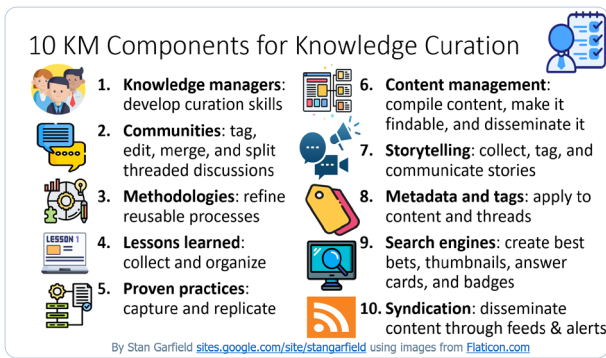 10 KM Components for Knowledge Curation
1. Knowledge managers:
develop curation skills
2. Communities: tag,
edit, merge, and split
threaded discussions
3. Methodologies: refine
reusable processes
LESSON 1
4. Lessons learned:
collect and organize
5. Proven practices:
capture and replicate
6. Content management:
compile content, make it
findable, and disseminate it
7. Storytelling: collect, tag, and
communicate stories
8. Metadata and tags: apply to
content and threads
9. Search engines: create best
bets, thumbnails, answer
cards, and badges
10. Syndication: disseminate
content through feeds & alerts
By Stan Garfield sites.google.com/site/stangarfield using images from Flaticon.com